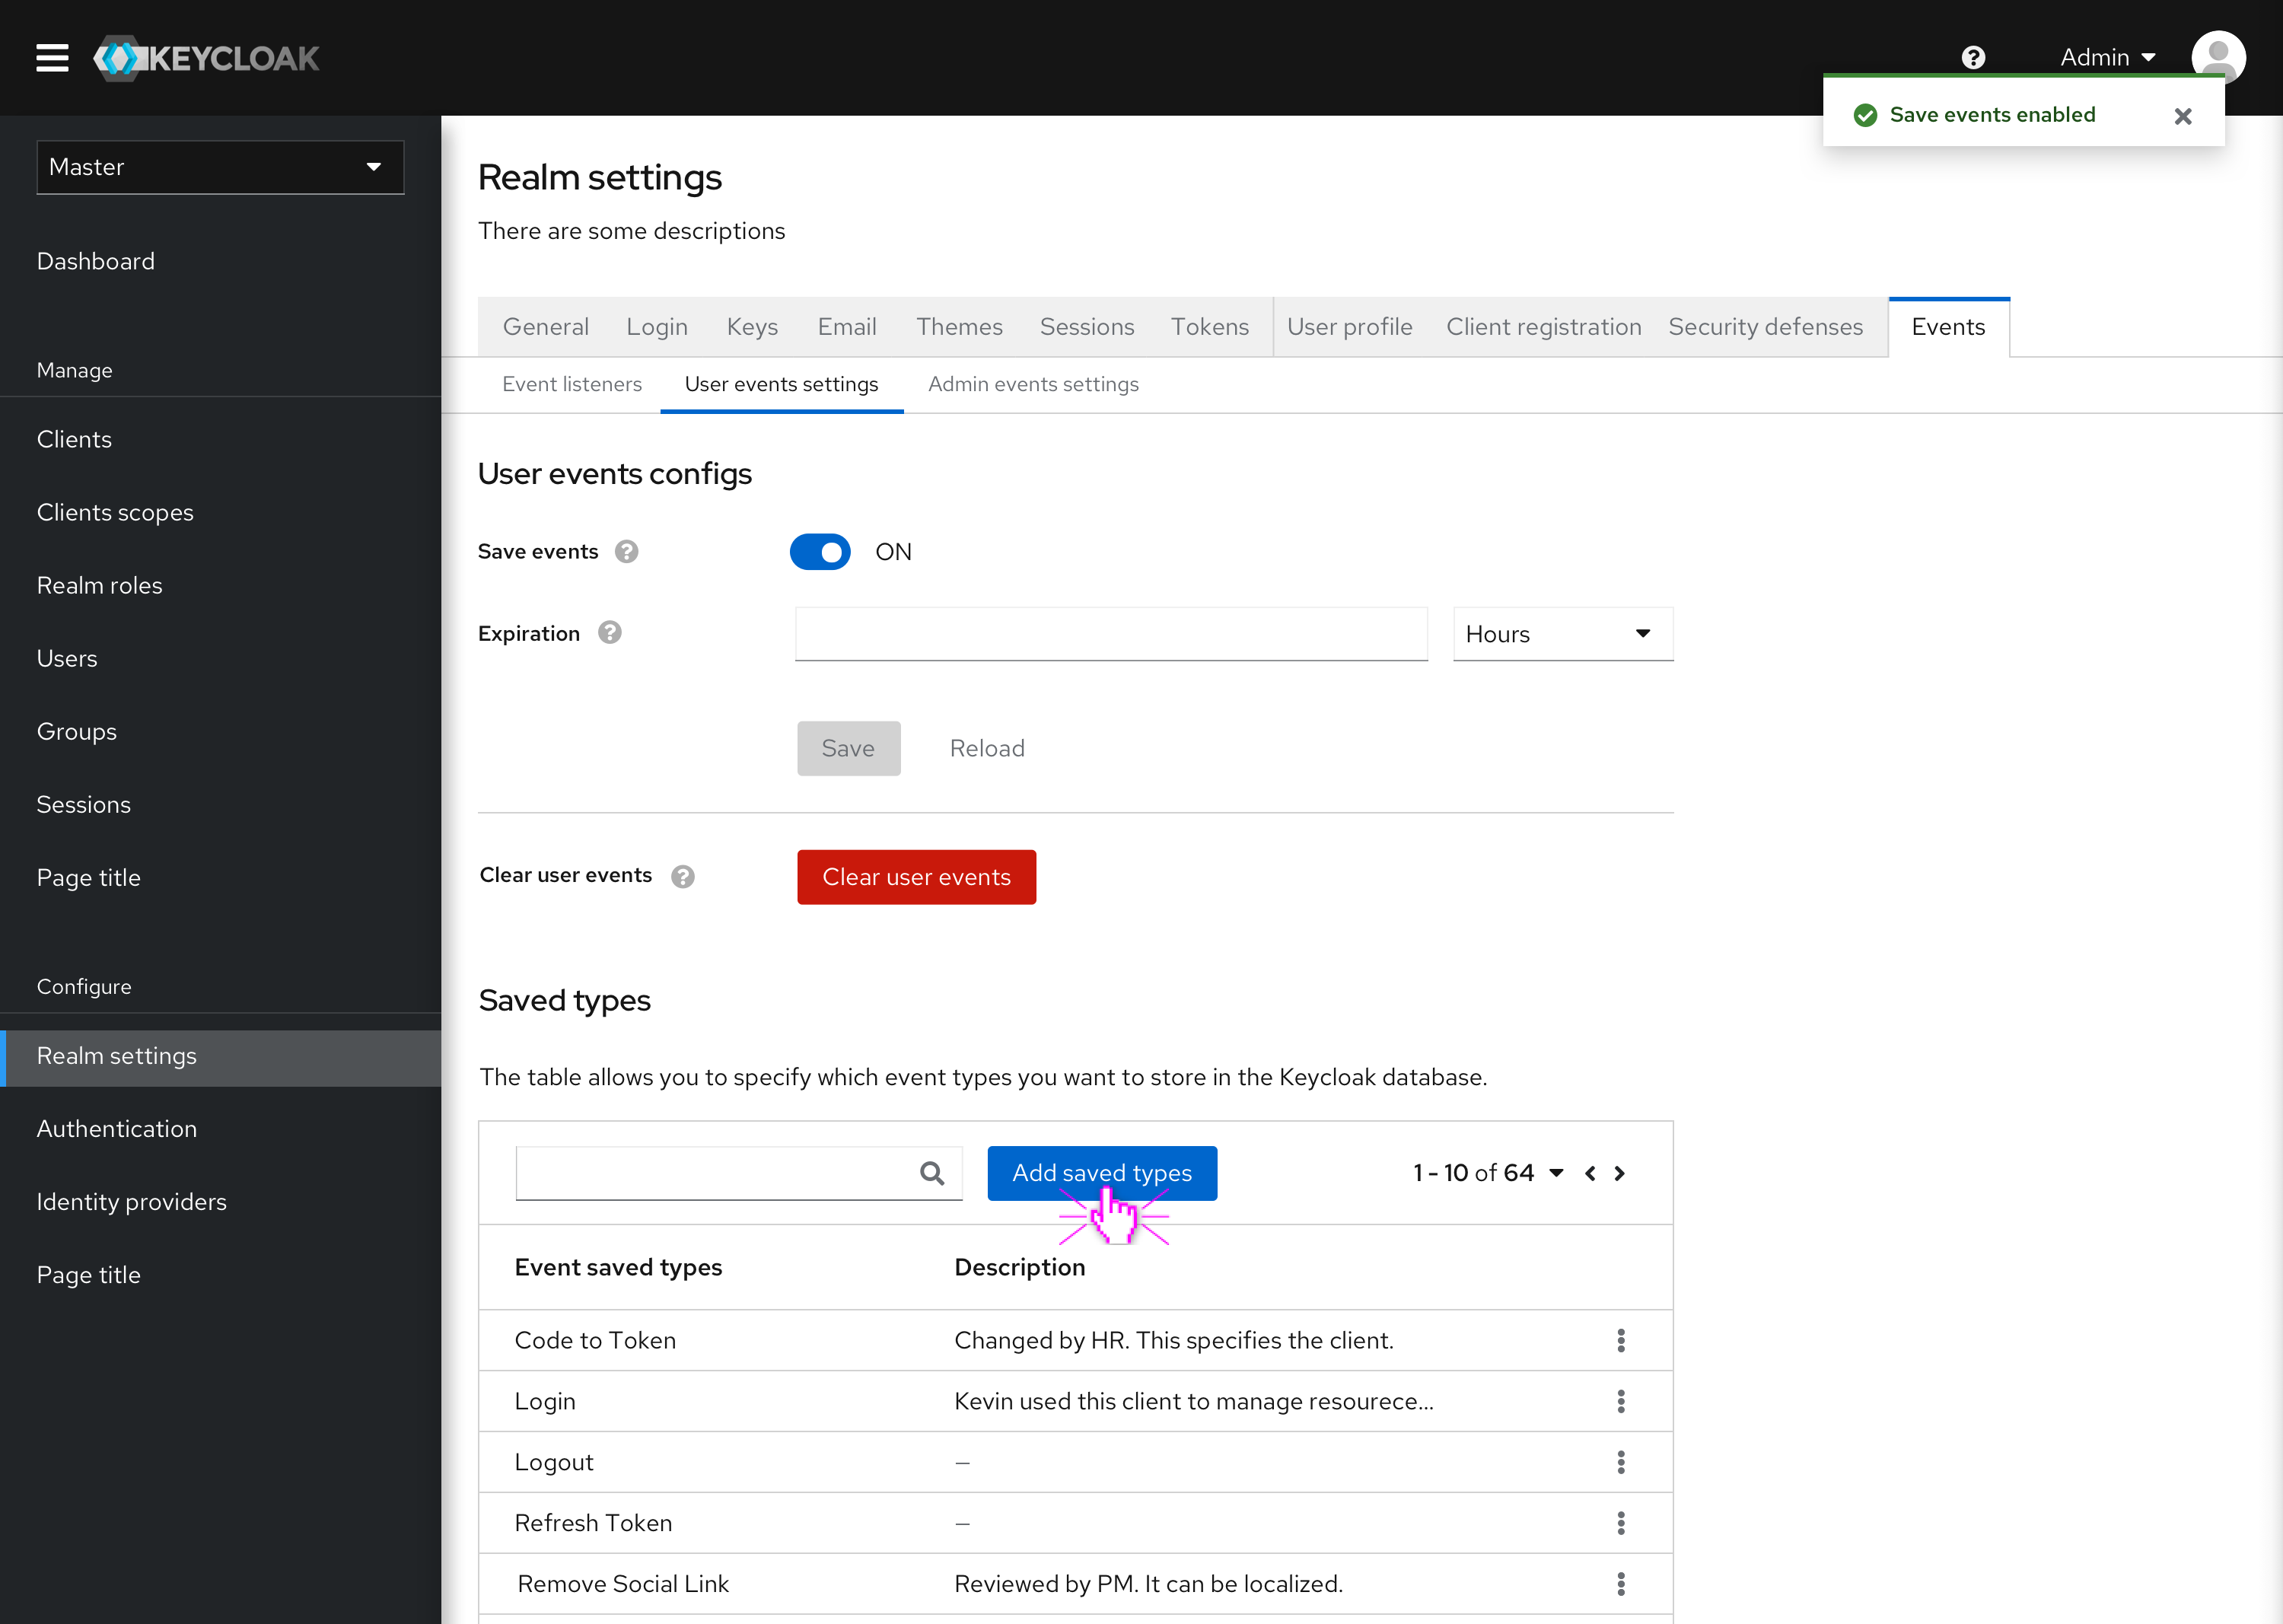 KEYCLOAK
Admin
Save events enabled
Master
Dashboard
Manage
Clients
Clients scopes
Realm roles
Users
Groups
Sessions
Page title
Configure
Realm settings
Authentication
Identity providers
Page title
Realm settings
There are some descriptions
General Login Keys Email Themes Sessions Tokens User profile Client registration Security defenses Events
Event listeners User events settings Admin events settings
User events configs
Save events ON
Expiration Hours
Save Reload
Clear user events Clear user events
Saved types
The table allows you to specify which event types you want to store in the Keycloak database.
Add saved types 1 - 10 of 64
Event saved types Description
Code to Token Changed by HR. This specifies the client.
Login Kevin used this client to manage resourece...
Logout –
Refresh Token –
Remove Social Link Reviewed by PM. It can be localized.